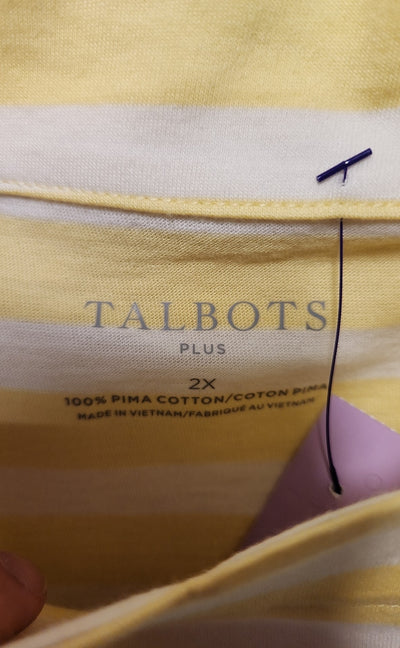 TALBOTS
PLUS
2X
100% PIMA COTTON/COTON PIMA
MADE IN VIETNAM/FABRIQUÉ AU VIETNAM